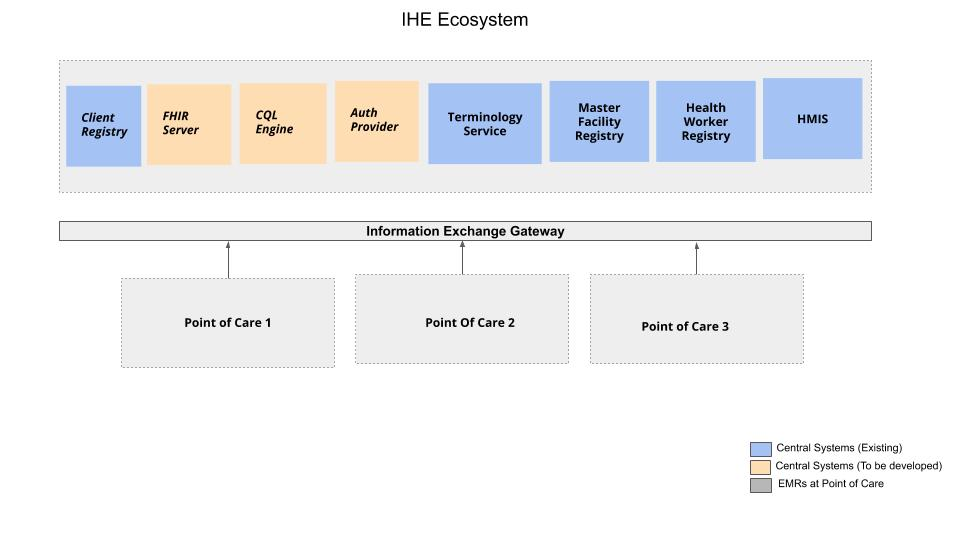 IHE Ecosystem
Client
Registry
FHIR
Server
CQL
Engine
Auth
Provider
Terminology
Service
Master
Facility
Registry
Health
Worker
Registry
HMIS
Information Exchange Gateway
Point of Care 1
Point Of Care 2
Point of Care 3
Central Systems (Existing)
Central Systems (To be developed)
EMRs at Point of Care